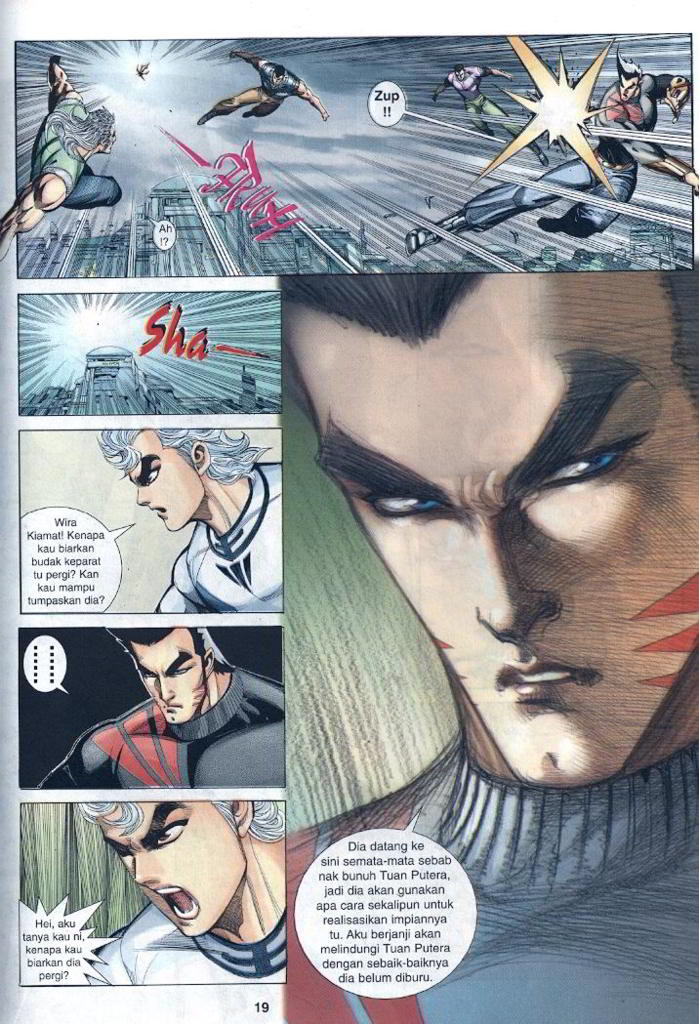 Zup
!!
Ah
!?
Sha
Wira
Kiamat! Kenapa
kau biarkan
budak keparat
tu pergi? Kan
kau mampu
tumpaskan dia?
Hei, aku
tanya kau ni,
kenapa kau
biarkan dia
pergi?
Dia datang ke
sini semata-mata sebab
nak bunuh Tuan Putera,
jadi dia akan gunakan
apa cara sekalipun untuk
realisasikan impiannya
tu. Aku berjanji akan
melindungi Tuan Putera
dengan sebaik-baiknya
dia belum diburu.
19